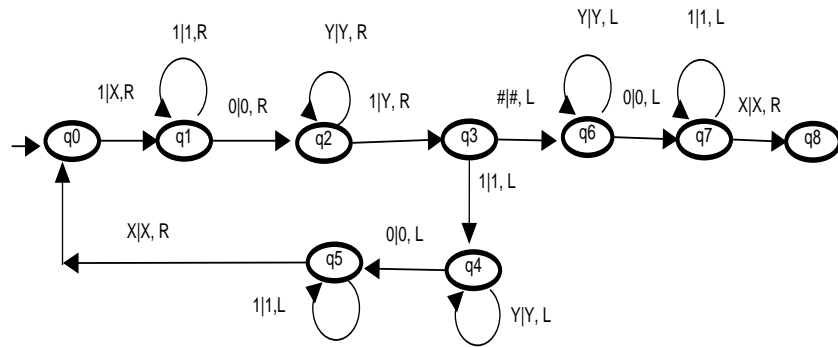 Y|Y, L
1|1, L
1|1,R
Y|Y, R
1|X,R
0|0, R
1|Y, R
#|#, L
0|0, L
X|X, R
q0
q1
q2
q3
q6
q7
q8
1|1, L
X|X, R
0|0, L
q5
q4
1|1,L
Y|Y, L